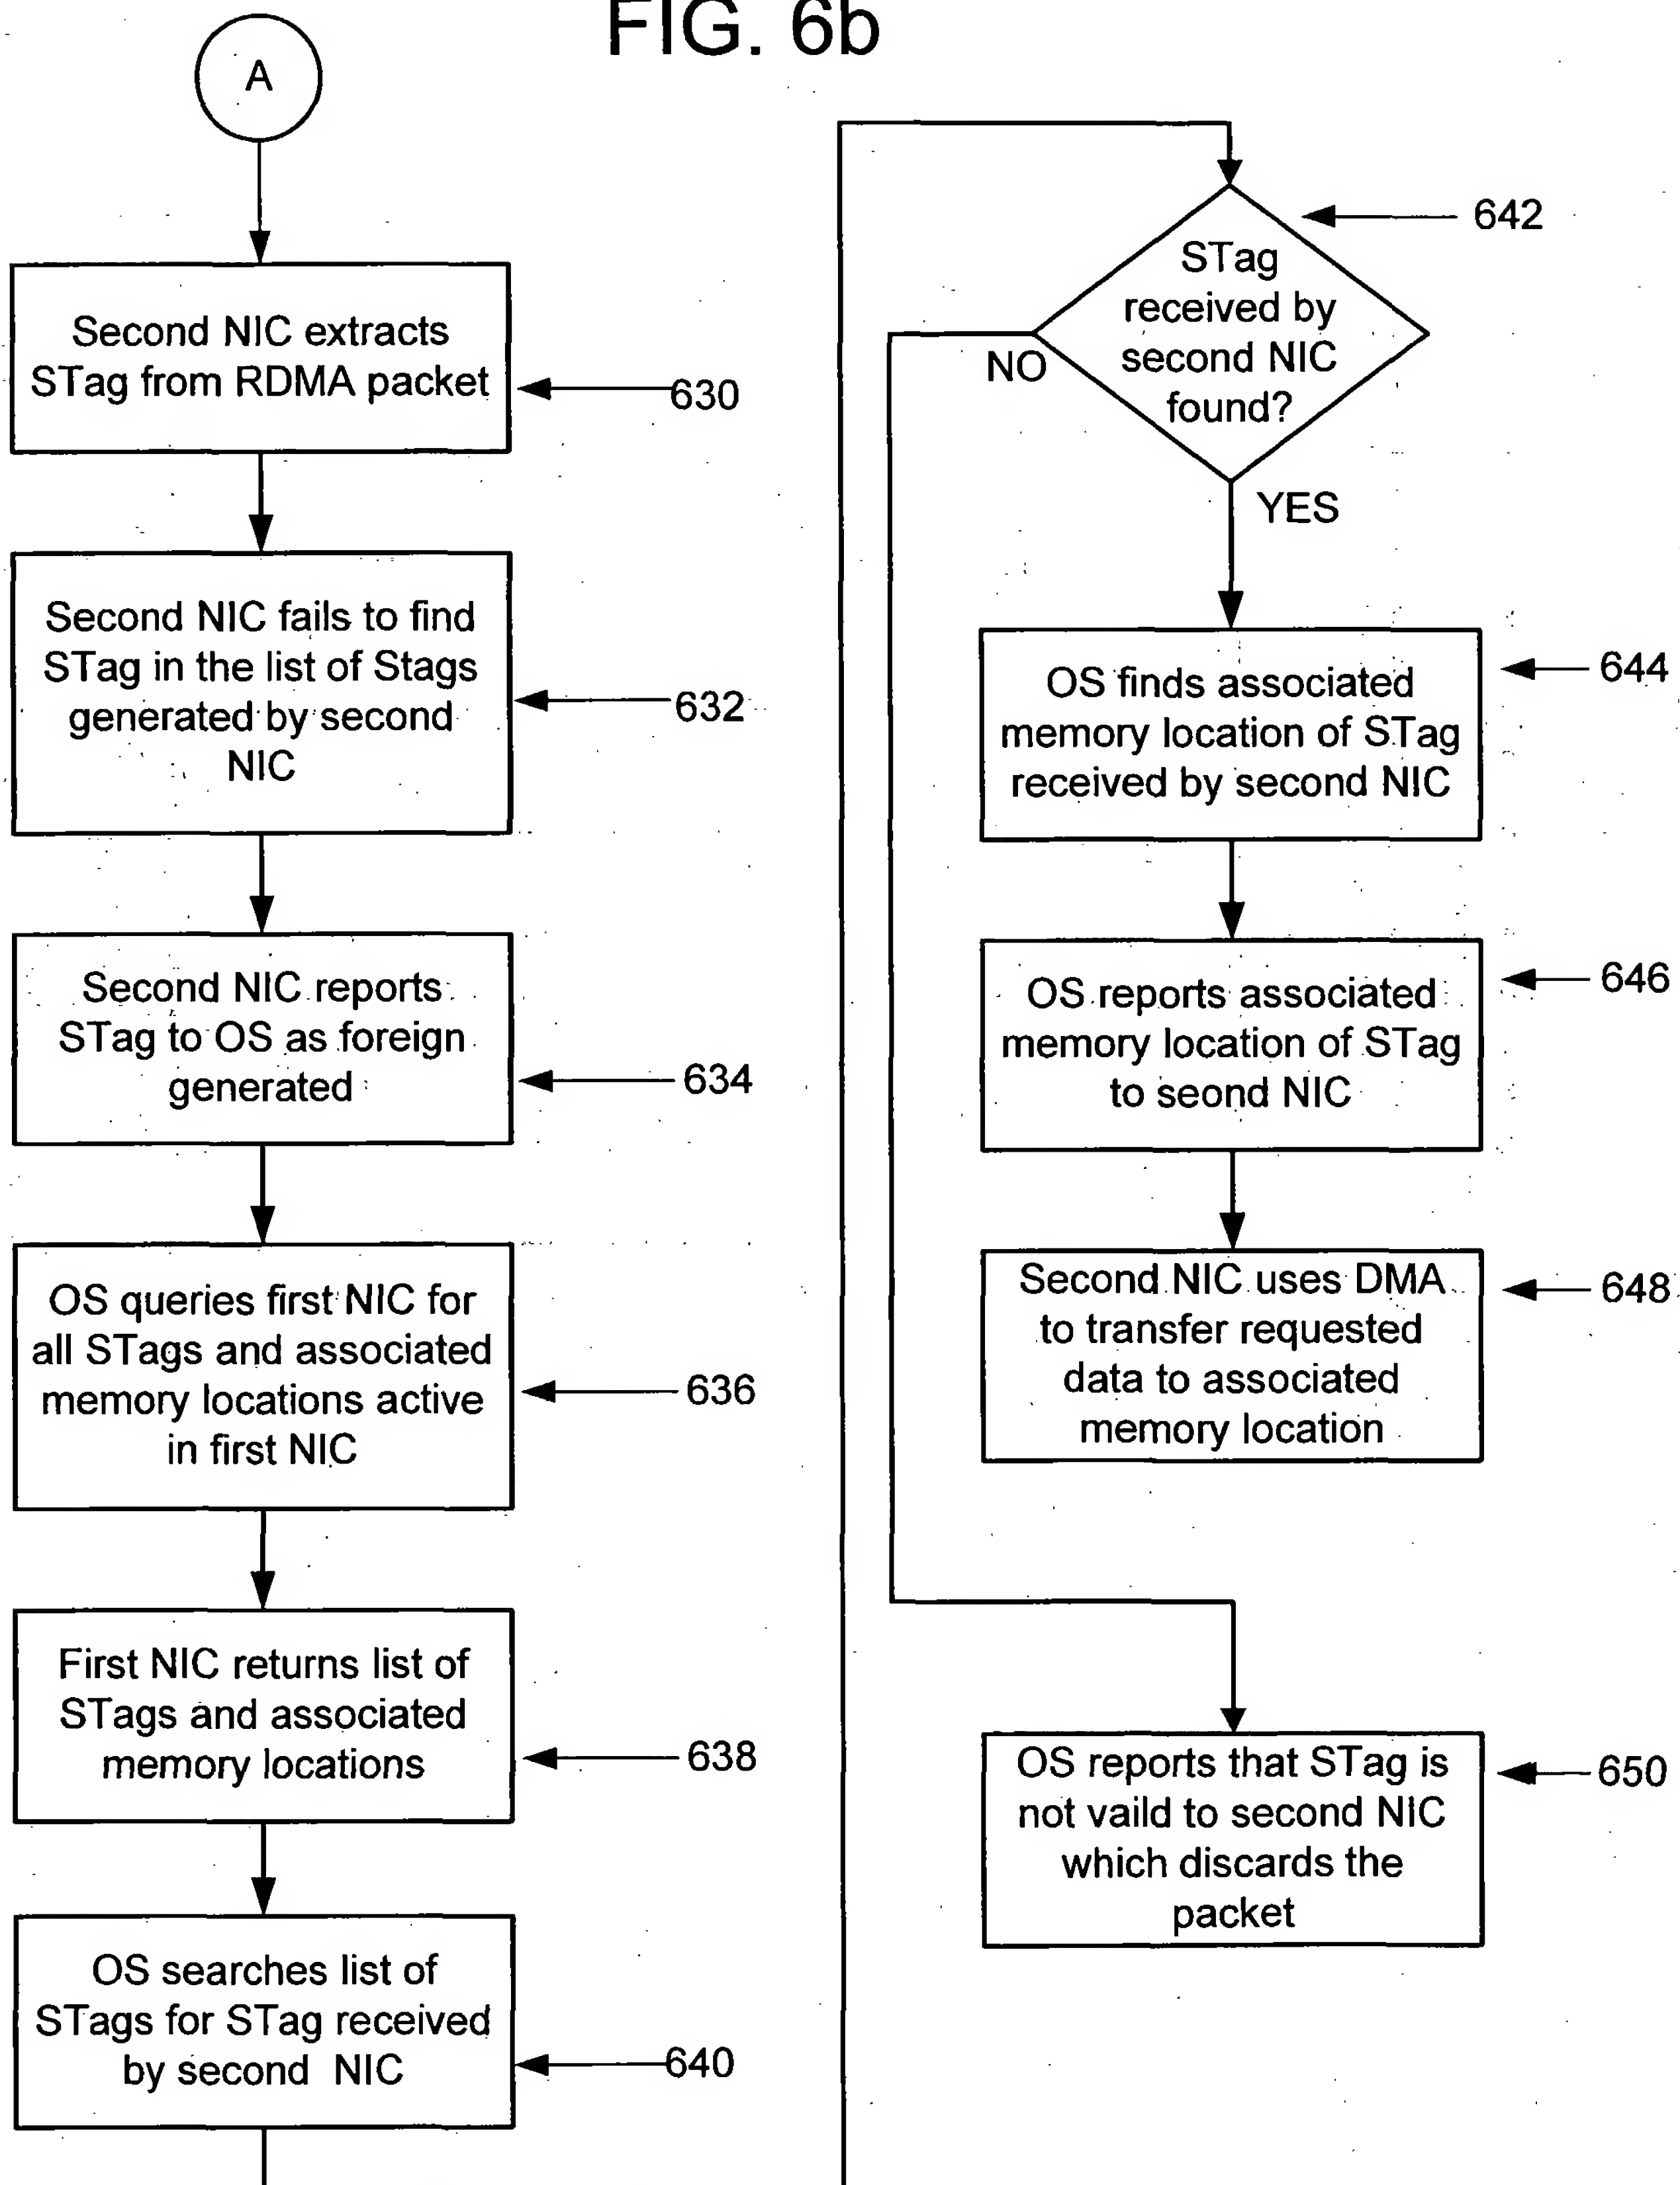 FIG. 6b
A
Second NIC extracts
STag from RDMA packet
630
Second NIC fails to find
STag in the list of Stags
generated by second
NIC
632
Second NIC reports
STag to OS as foreign
generated
634
OS queries first NIC for
all STags and associated
memory locations active
in first NIC
636
First NIC returns list of
STags and associated
memory locations
638
OS searches list of
STags for STag received
by second NIC
640
STag
received by
second NIC
found?
642
NO
YES
OS finds associated
memory location of STag
received by second NIC
644
OS reports associated
memory location of STag
to seond NIC
646
Second NIC uses DMA
to transfer requested
data to associated
memory location
648
OS reports that STag is
not vaild to second NIC
which discards the
packet
650